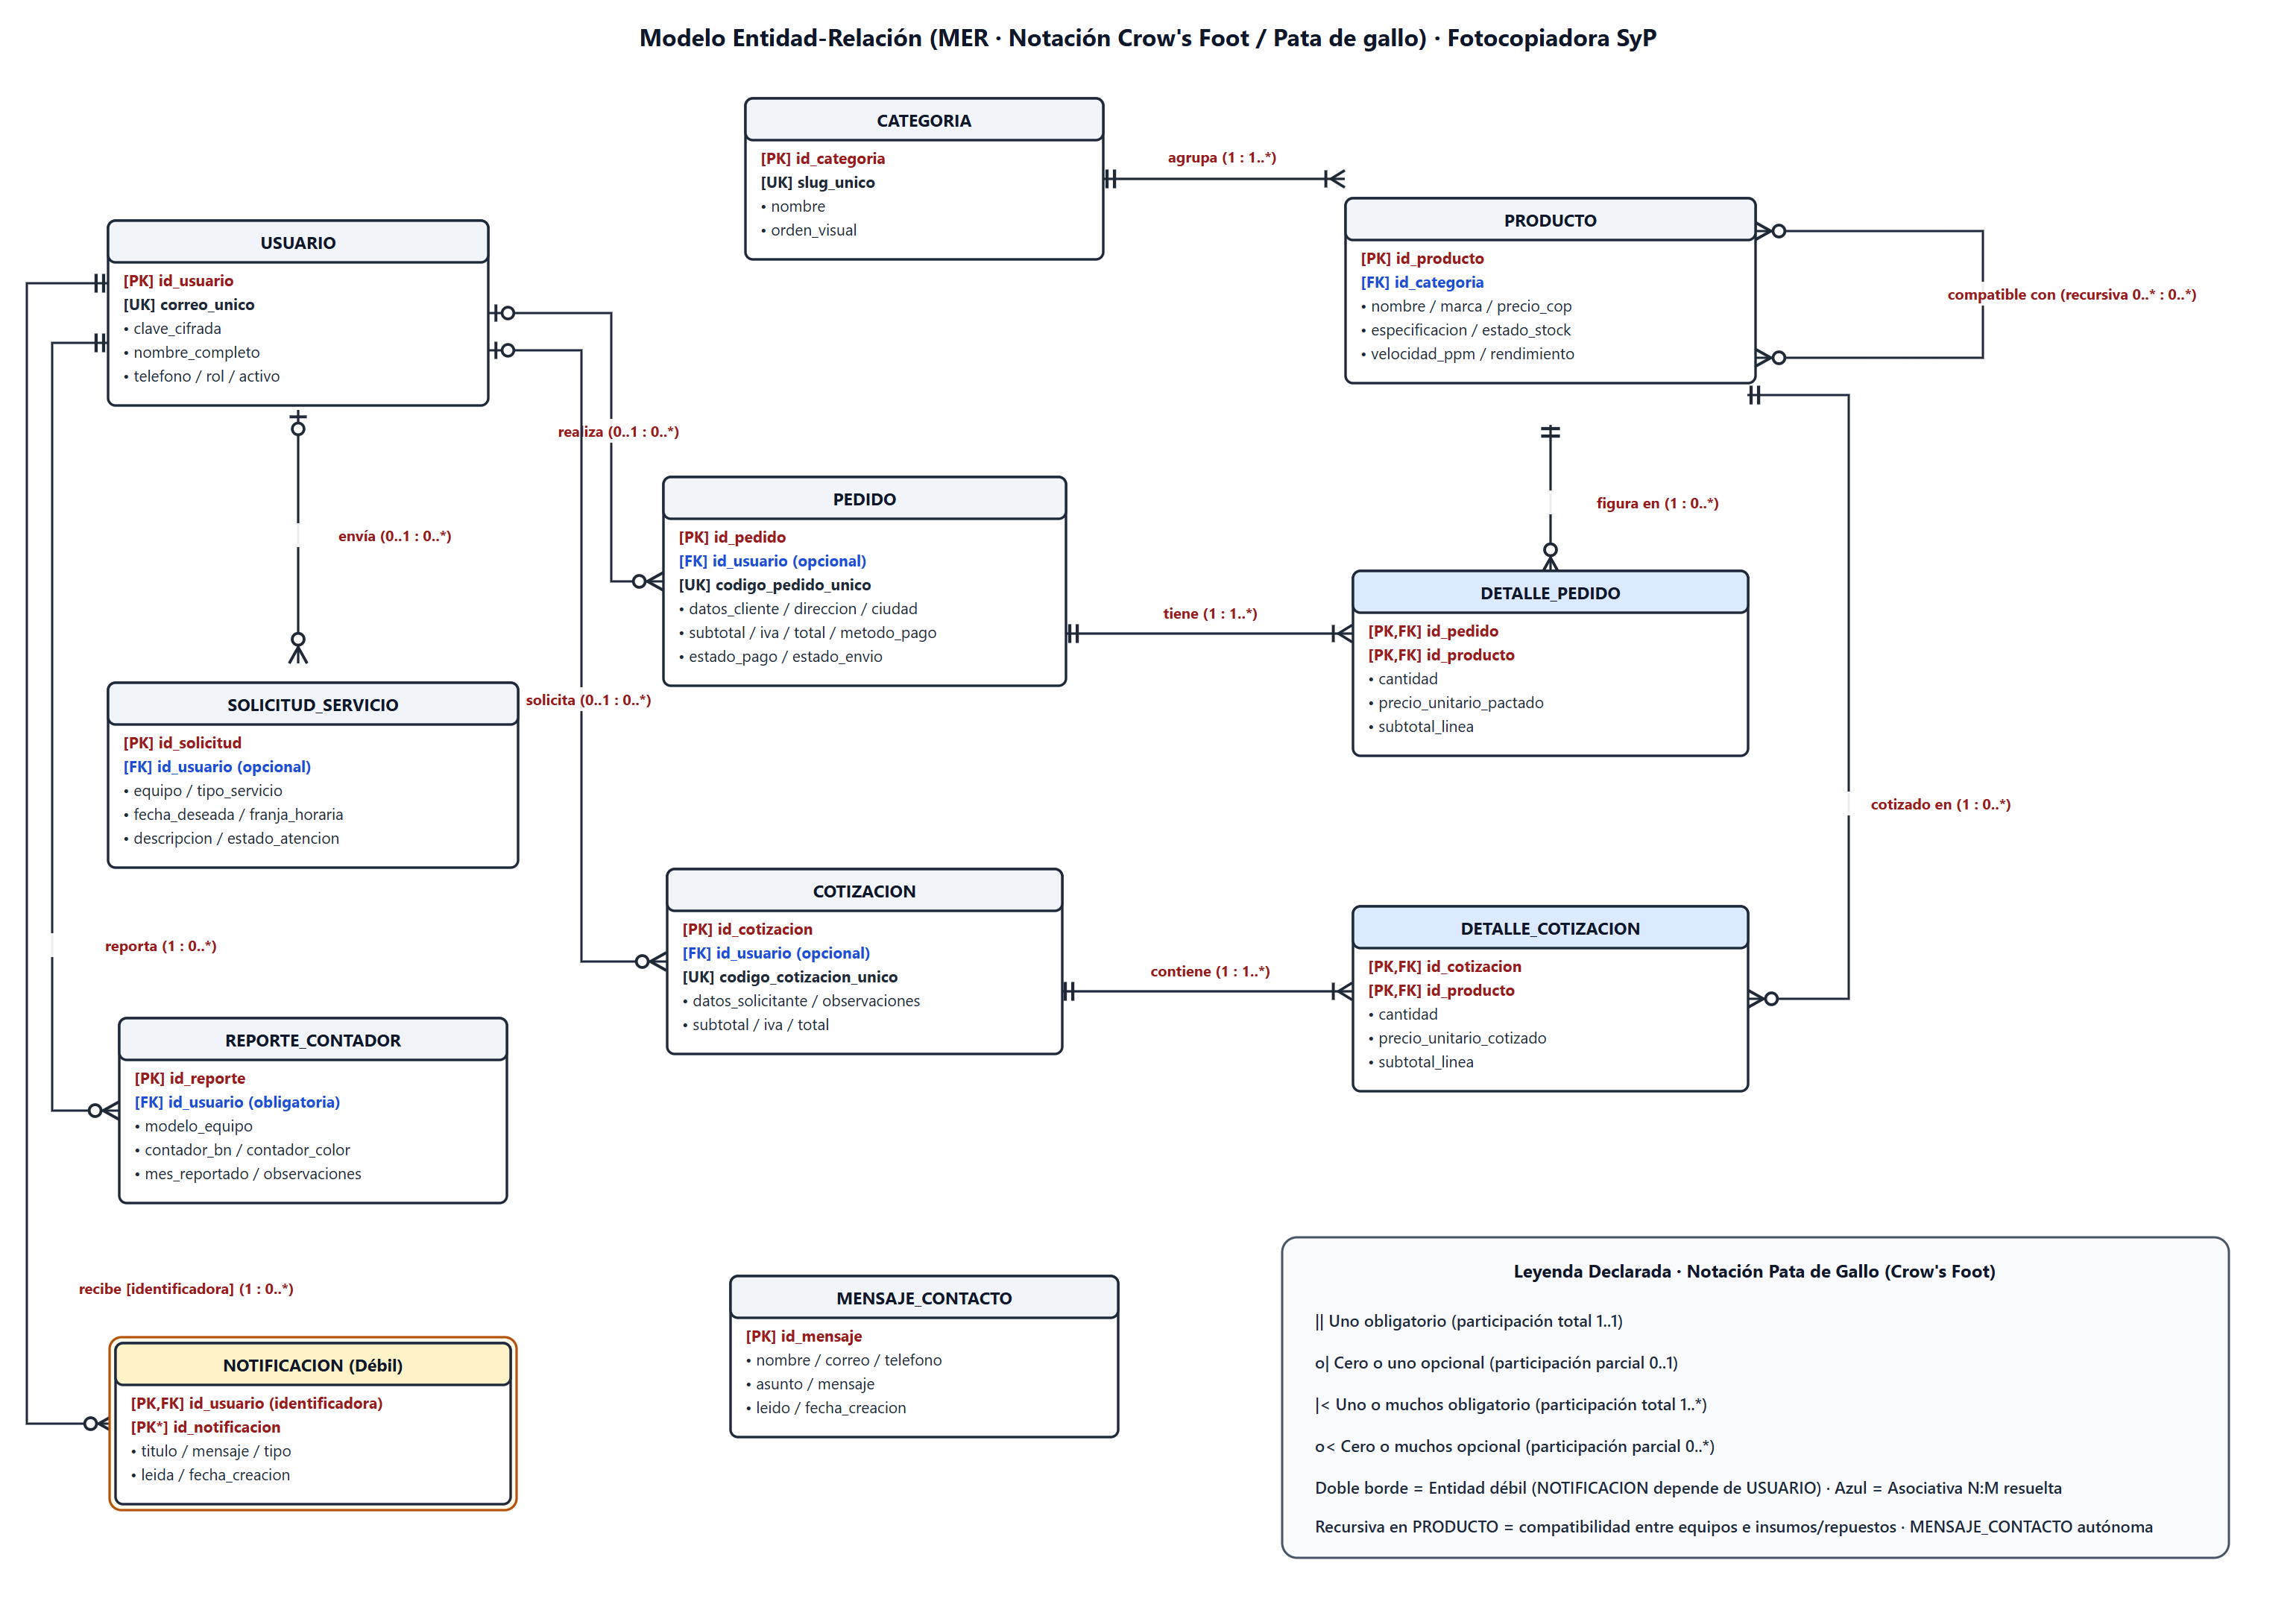 Modelo Entidad-Relación (MER · Notación Crow's Foot / Pata de gallo) · Fotocopiadora SyP
CATEGORIA
[PK] id_categoria
[UK] slug_unico
• nombre
• orden_visual
agrupa (1 : 1..*)
PRODUCTO
[PK] id_producto
[FK] id_categoria
• nombre / marca / precio_cop
• especificacion / estado_stock
• velocidad_ppm / rendimiento
compatible con (recursiva 0..* : 0..*)
USUARIO
[PK] id_usuario
[UK] correo_unico
• clave_cifrada
• nombre_completo
• telefono / rol / activo
realiza (0..1 : 0..*)
envía (0..1 : 0..*)
PEDIDO
[PK] id_pedido
[FK] id_usuario (opcional)
[UK] codigo_pedido_unico
• datos_cliente / direccion / ciudad
• subtotal / iva / total / metodo_pago
• estado_pago / estado_envio
figura en (1 : 0..*)
tiene (1 : 1..*)
DETALLE_PEDIDO
[PK,FK] id_pedido
[PK,FK] id_producto
• cantidad
• precio_unitario_pactado
• subtotal_linea
SOLICITUD_SERVICIO
[PK] id_solicitud
[FK] id_usuario (opcional)
• equipo / tipo_servicio
• fecha_deseada / franja_horaria
• descripcion / estado_atencion
solicita (0..1 : 0..*)
cotizado en (1 : 0..*)
COTIZACION
[PK] id_cotizacion
[FK] id_usuario (opcional)
[UK] codigo_cotizacion_unico
• datos_solicitante / observaciones
• subtotal / iva / total
contiene (1 : 1..*)
DETALLE_COTIZACION
[PK,FK] id_cotizacion
[PK,FK] id_producto
• cantidad
• precio_unitario_cotizado
• subtotal_linea
reporta (1 : 0..*)
REPORTE_CONTADOR
[PK] id_reporte
[FK] id_usuario (obligatoria)
• modelo_equipo
• contador_bn / contador_color
• mes_reportado / observaciones
recibe [identificadora] (1 : 0..*)
NOTIFICACION (Débil)
[PK,FK] id_usuario (identificadora)
[PK*] id_notificacion
• titulo / mensaje / tipo
• leida / fecha_creacion
MENSAJE_CONTACTO
[PK] id_mensaje
• nombre / correo / telefono
• asunto / mensaje
• leido / fecha_creacion
Leyenda Declarada · Notación Pata de Gallo (Crow's Foot)
|| Uno obligatorio (participación total 1..1)
o| Cero o uno opcional (participación parcial 0..1)
|< Uno o muchos obligatorio (participación total 1..*)
o< Cero o muchos opcional (participación parcial 0..*)
Doble borde = Entidad débil (NOTIFICACION depende de USUARIO) · Azul = Asociativa N:M resuelta
Recursiva en PRODUCTO = compatibilidad entre equipos e insumos/repuestos · MENSAJE_CONTACTO autónoma